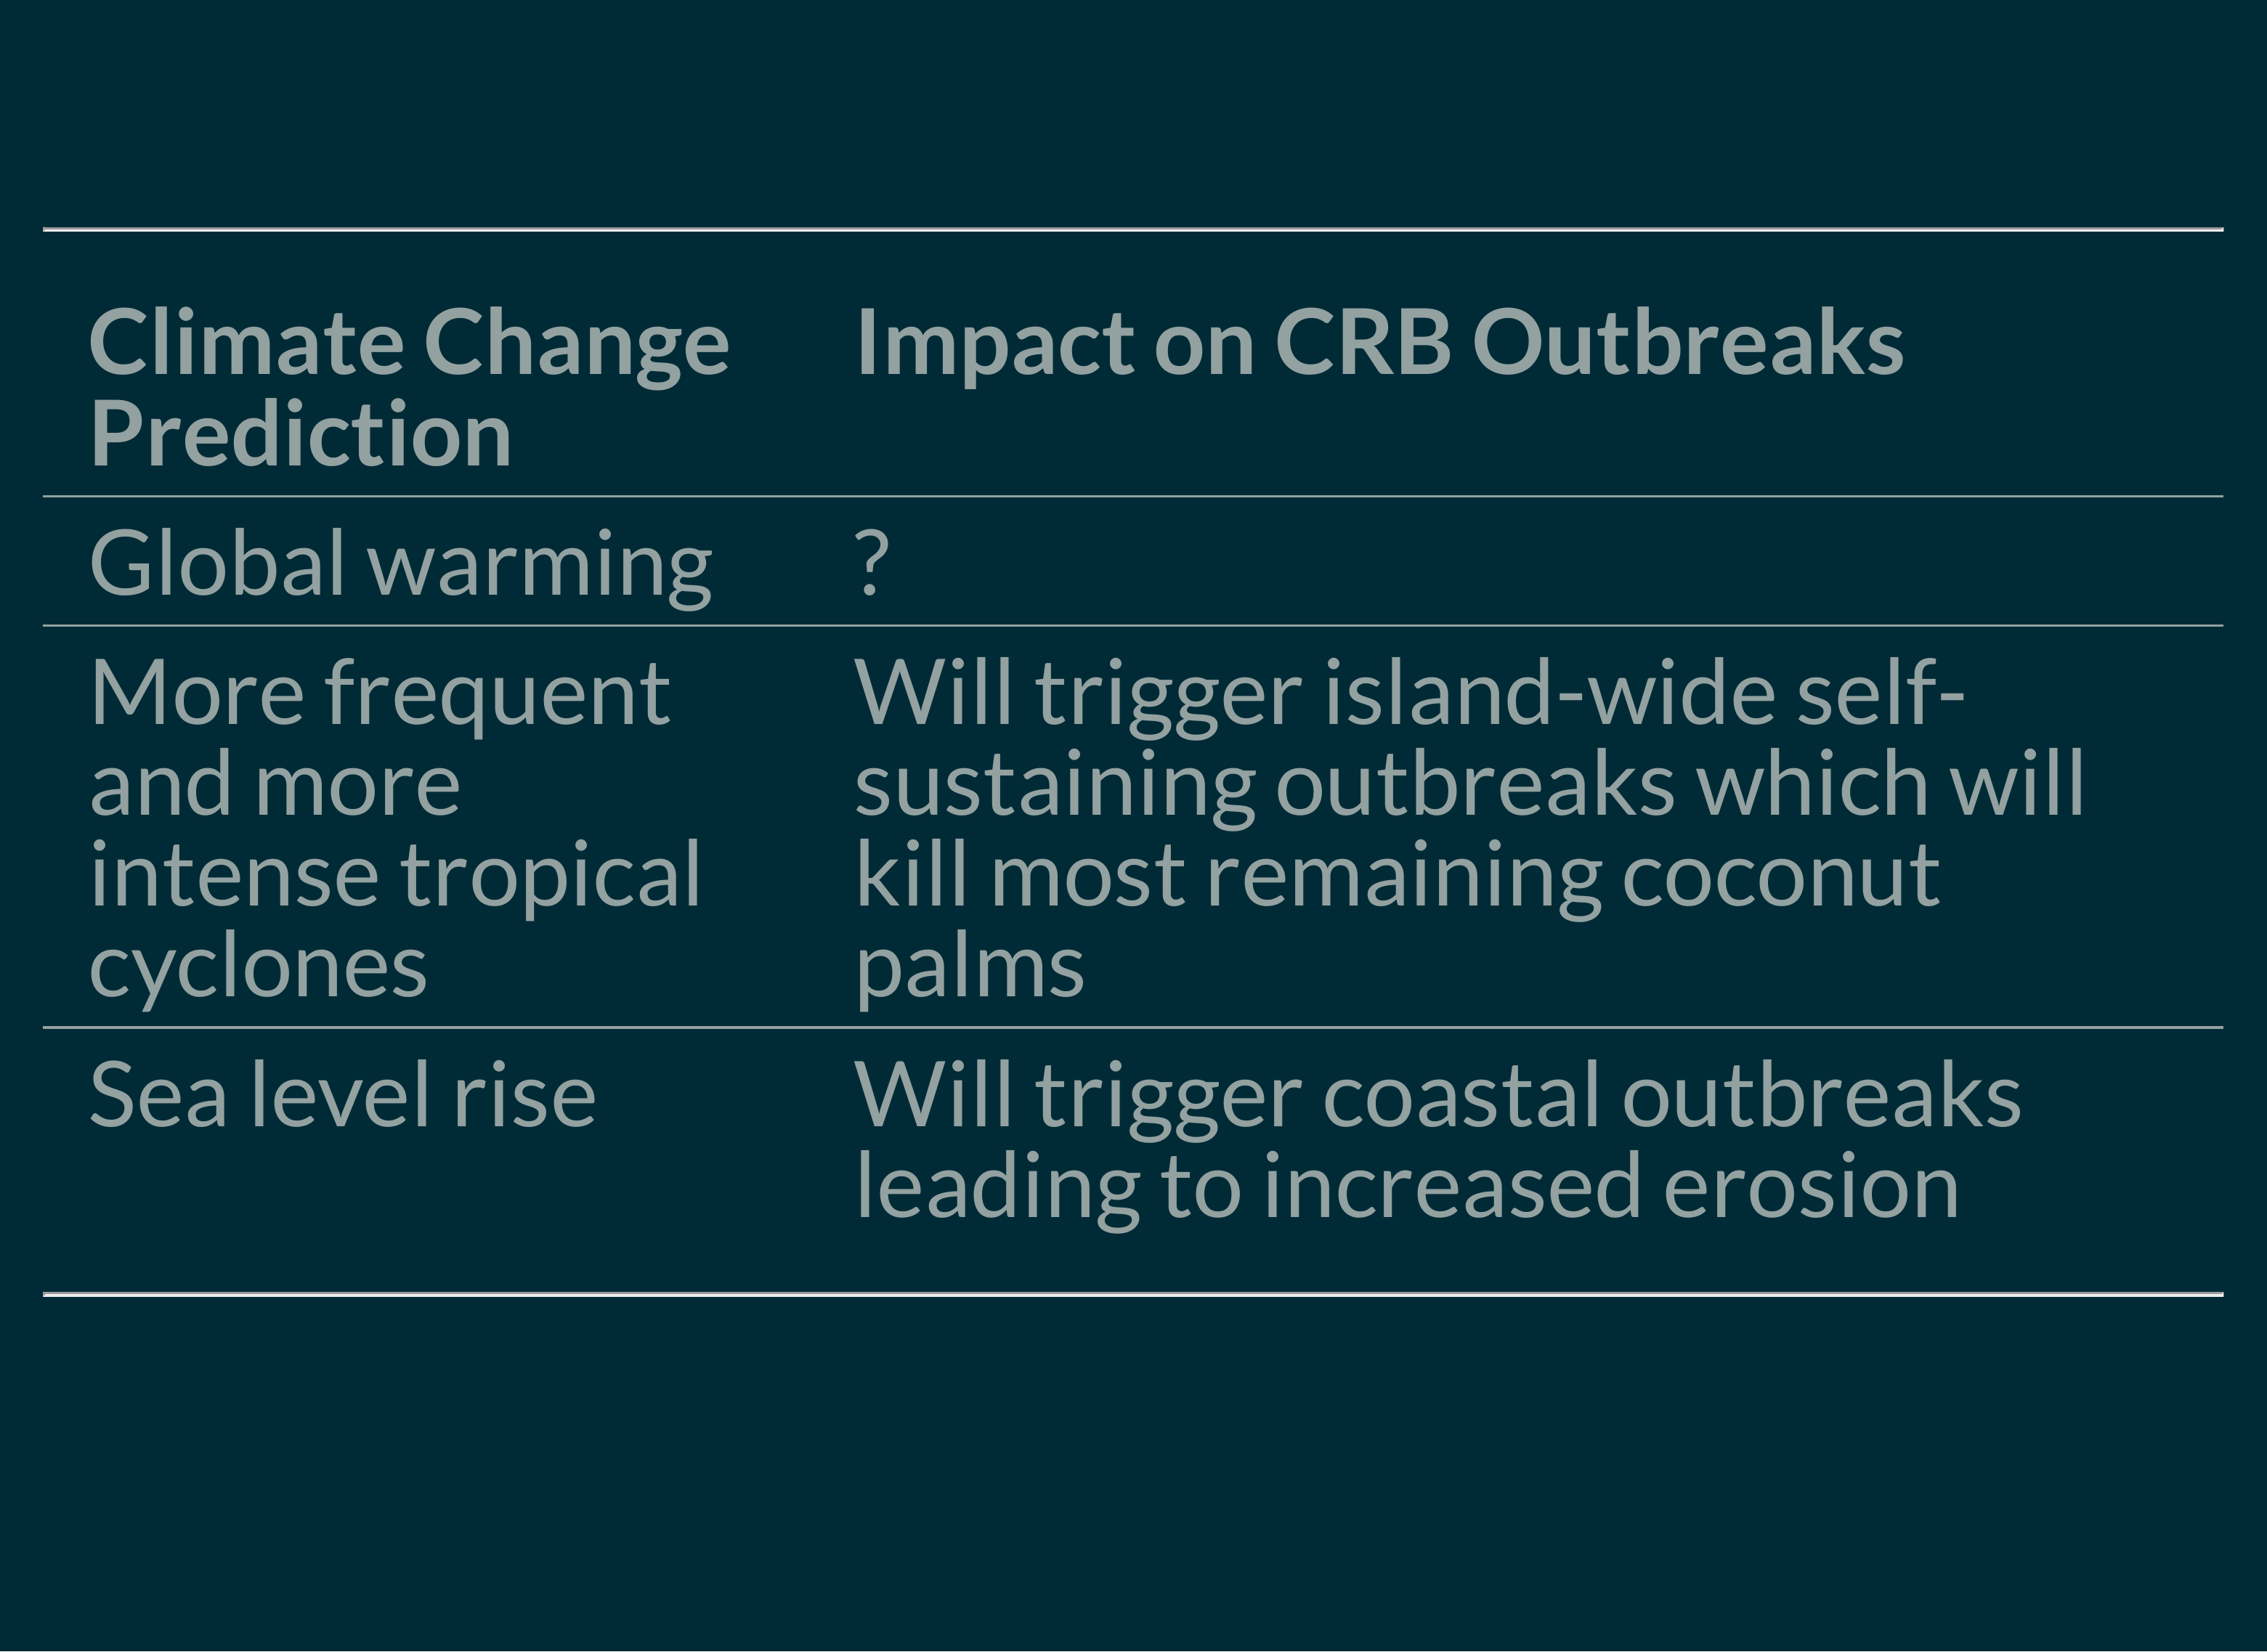 Climate Change Impact on CRB Outbreaks
Prediction
Global warming ?
More frequent Will trigger island-wide self-
and more sustaining outbreaks which will
intense tropical kill most remaining coconut
cyclones palms
Sea level rise Will trigger coastal outbreaks
leading to increased erosion